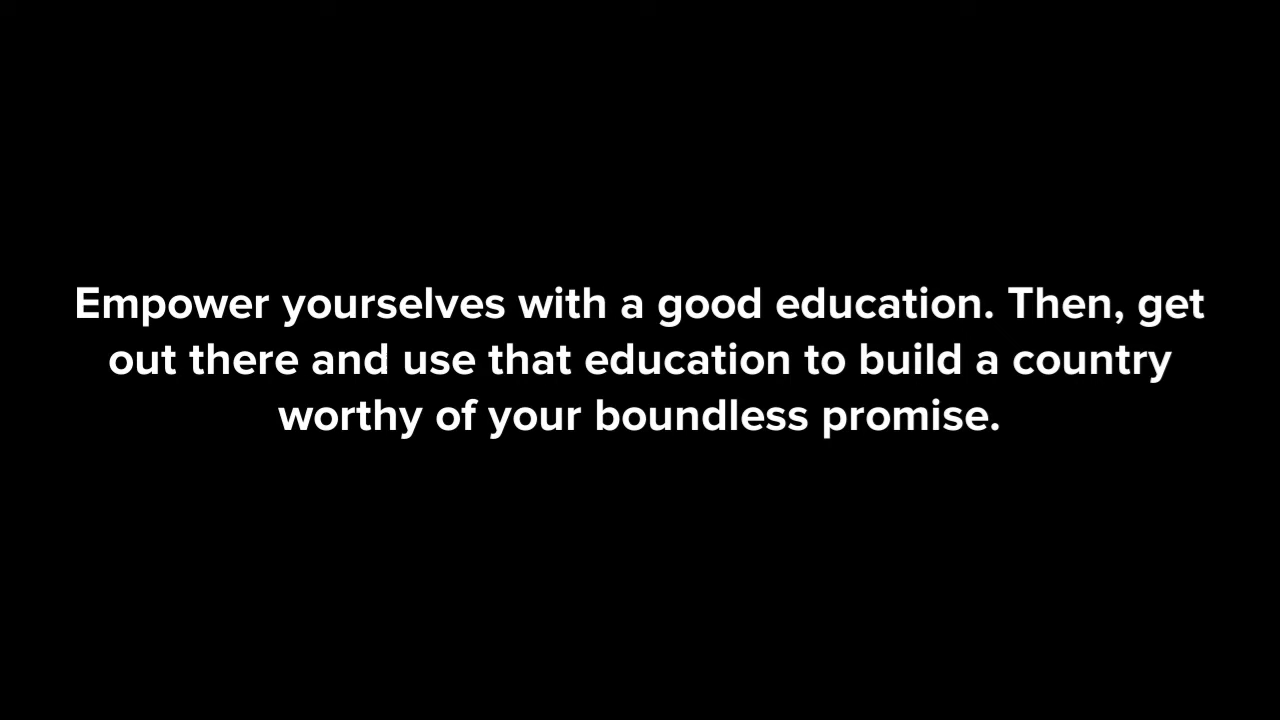 Empower yourselves with a good education. Then, get
out there and use that education to build a country
worthy of your boundless promise.